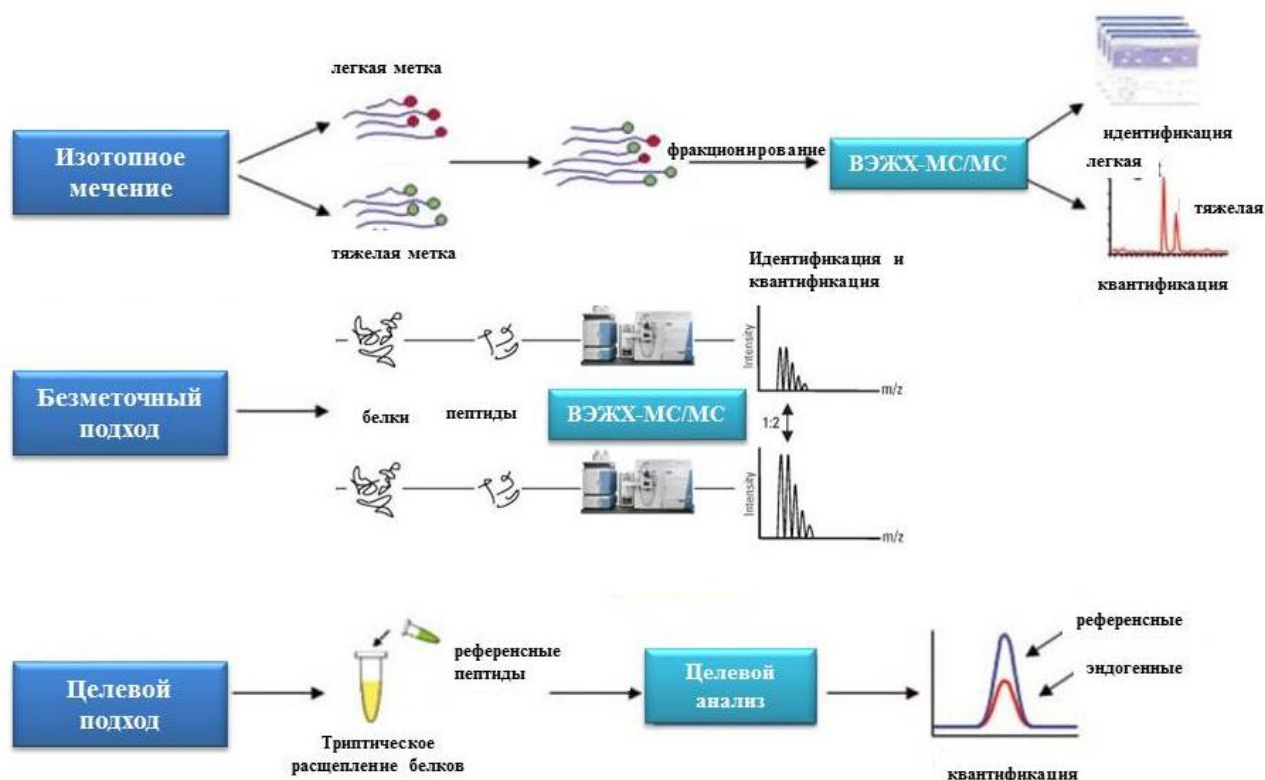 легкая метка
Изотопное
мечение
фракционирование
ВЭЖХ-МС/МС
идентификация
легкая
тяжелая
тяжелая метка
квантификация
Идентификация и
квантификация
Безметочный
подход
белки
пептиды
ВЭЖХ-МС/МС
Intensity
m/z
1:2
Intensity
m/z
Целевой
подход
референсные
пептиды
Триптическое
расщепление белков
Целевой
анализ
референсные
эндогенные
квантификация